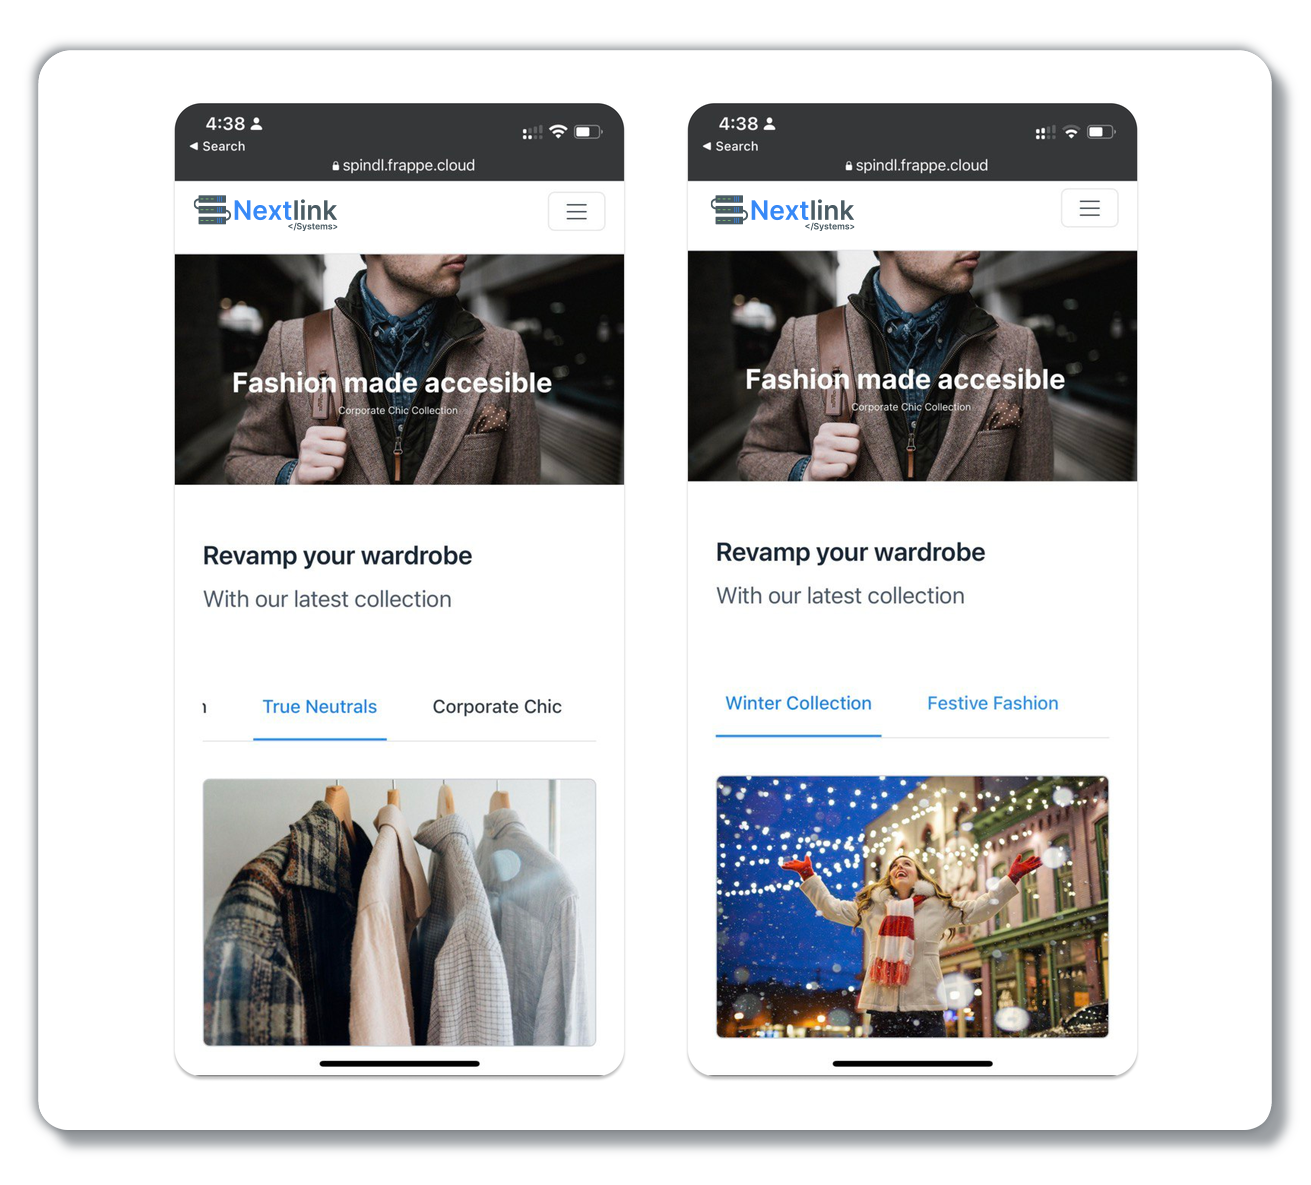 4:38
Search
spindl.frappe.cloud
Nextlink
</Systems>
Fashion made accesible
Corporate Chic Collection
Revamp your wardrobe
With our latest collection
n True Neutrals Corporate Chic
4:38
Search
spindl.frappe.cloud
Nextlink
</Systems>
Fashion made accesible
Corporate Chic Collection
Revamp your wardrobe
With our latest collection
Winter Collection Festive Fashion